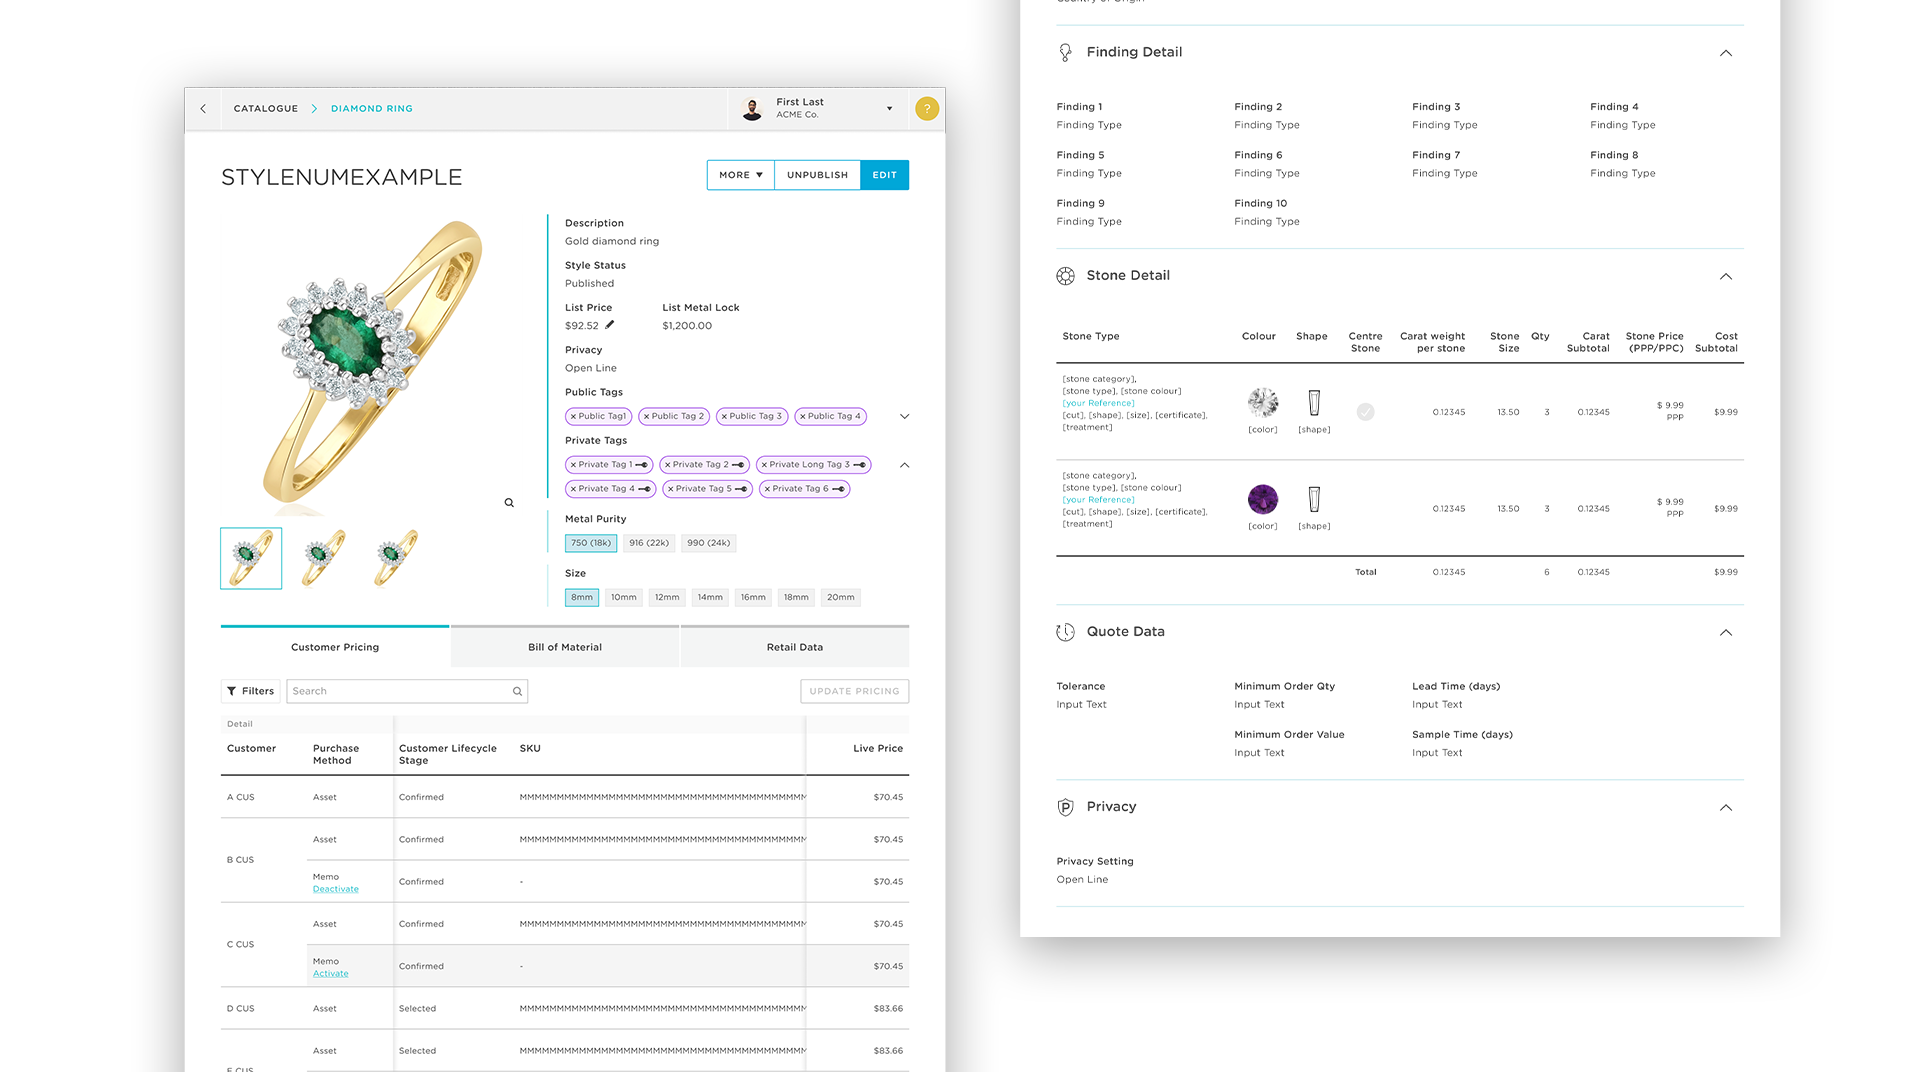 CATALOGUE > DIAMOND RING
First Last
ACME Co.
?
STYLENUMEXAMPLE
MORE UNPUBLISH EDIT
Description
Gold diamond ring
Style Status
Published
List Price List Metal Lock
$92.52 $1,200.00
Privacy
Open Line
Public Tags
× Public Tag1 × Public Tag 2 × Public Tag 3 × Public Tag 4
Private Tags
× Private Tag 1 × Private Tag 2 × Private Long Tag 3
× Private Tag 4 × Private Tag 5 × Private Tag 6
Metal Purity
750 (18k) 916 (22k) 990 (24k)
Size
8mm 10mm 12mm 14mm 16mm 18mm 20mm
Customer Pricing Bill of Material Retail Data
Filters Search UPDATE PRICING
Detail
Customer Purchase Method Customer Lifecycle Stage SKU Live Price
A CUS Asset Confirmed MMMMMMMMMMMMMMMMMMMMMMMMMMMMMMMMMMMMMM $70.45
B CUS Asset Confirmed MMMMMMMMMMMMMMMMMMMMMMMMMMMMMMMMMMMMMM $70.45
Memo
Deactivate Confirmed - $70.45
C CUS Asset Confirmed MMMMMMMMMMMMMMMMMMMMMMMMMMMMMMMMMMMMMM $70.45
Memo
Activate Confirmed - $70.45
D CUS Asset Selected MMMMMMMMMMMMMMMMMMMMMMMMMMMMMMMMMMMMMM $83.66
Asset Selected MMMMMMMMMMMMMMMMMMMMMMMMMMMMMMMMMMMMMM $83.66
Finding Detail
Finding 1 Finding 2 Finding 3 Finding 4
Finding Type Finding Type Finding Type Finding Type
Finding 5 Finding 6 Finding 7 Finding 8
Finding Type Finding Type Finding Type Finding Type
Finding 9 Finding 10
Finding Type Finding Type
Stone Detail
Stone Type Colour Shape Centre Stone Carat weight per stone Stone Size Qty Carat Subtotal Stone Price (PPP/PPC) Cost Subtotal
[stone category],
[stone type], [stone colour]
[your Reference]
[cut], [shape], [size], [certificate],
[treatment]
[color] [shape] 0.12345 13.50 3 0.12345 $ 9.99 PPP $9.99
[stone category],
[stone type], [stone colour]
[your Reference]
[cut], [shape], [size], [certificate],
[treatment]
[color] [shape] 0.12345 13.50 3 0.12345 $ 9.99 PPP $9.99
Total 0.12345 6 0.12345 $9.99
Quote Data
Tolerance Minimum Order Qty Lead Time (days)
Input Text Input Text Input Text
Minimum Order Value Sample Time (days)
Input Text Input Text
P Privacy
Privacy Setting
Open Line